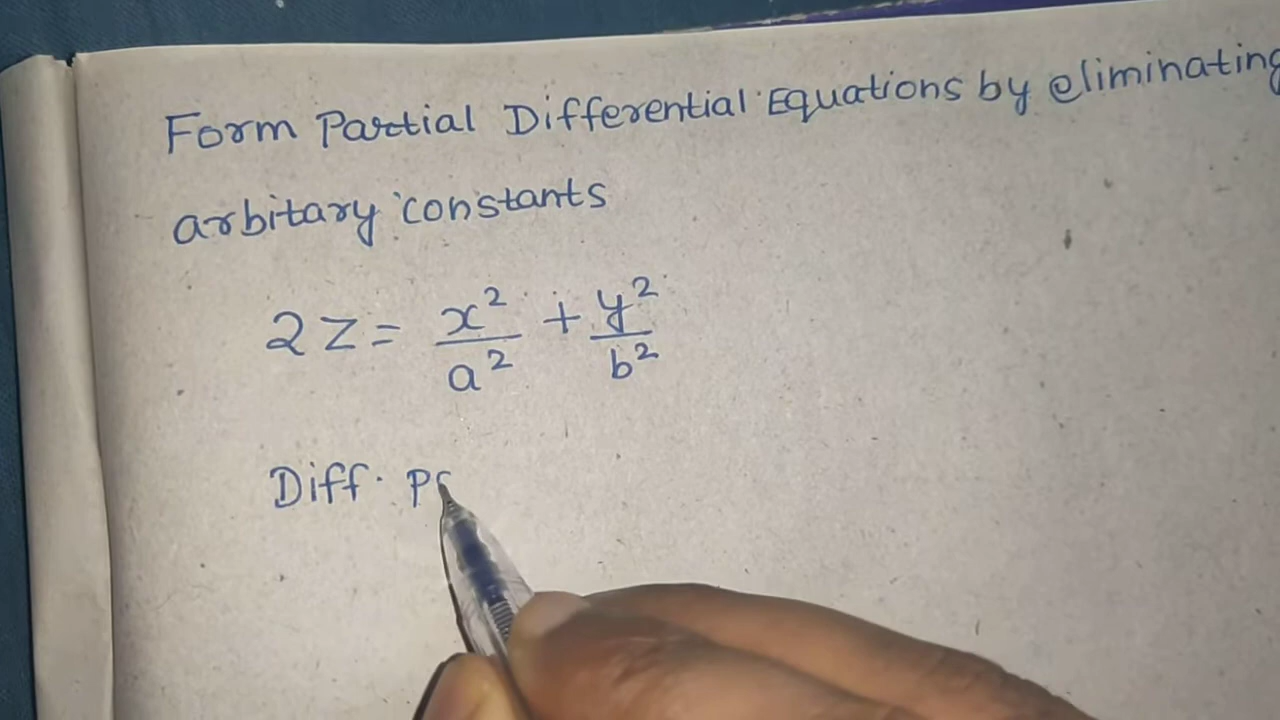 Form Partial Differential Equations by eliminating
arbitary constants
2z = x²/a² + y²/b²
Diff. P